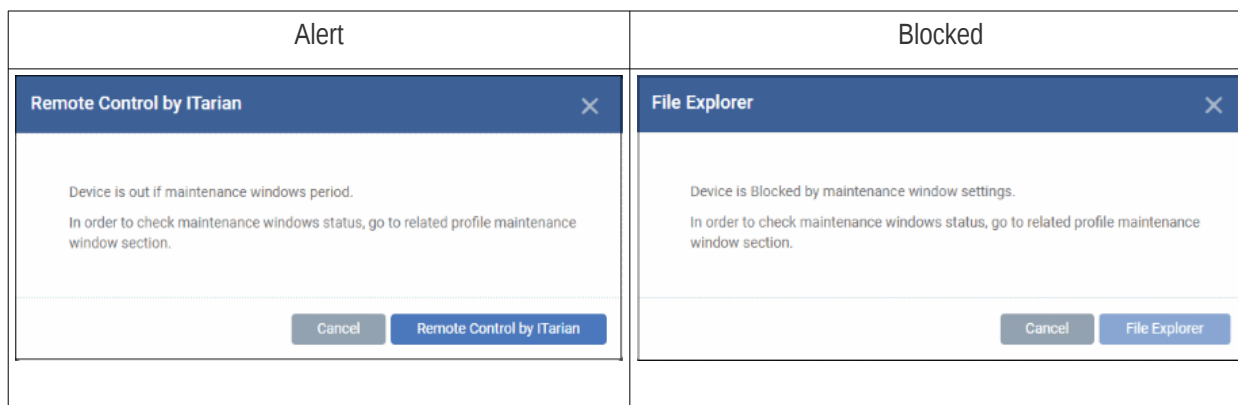 Alert
Blocked
Remote Control by ITarian
Device is out if maintenance windows period.
In order to check maintenance windows status, go to related profile maintenance
window section.
Cancel
Remote Control by ITarian
File Explorer
Device is Blocked by maintenance window settings.
In order to check maintenance windows status, go to related profile maintenance
window section.
Cancel
File Explorer